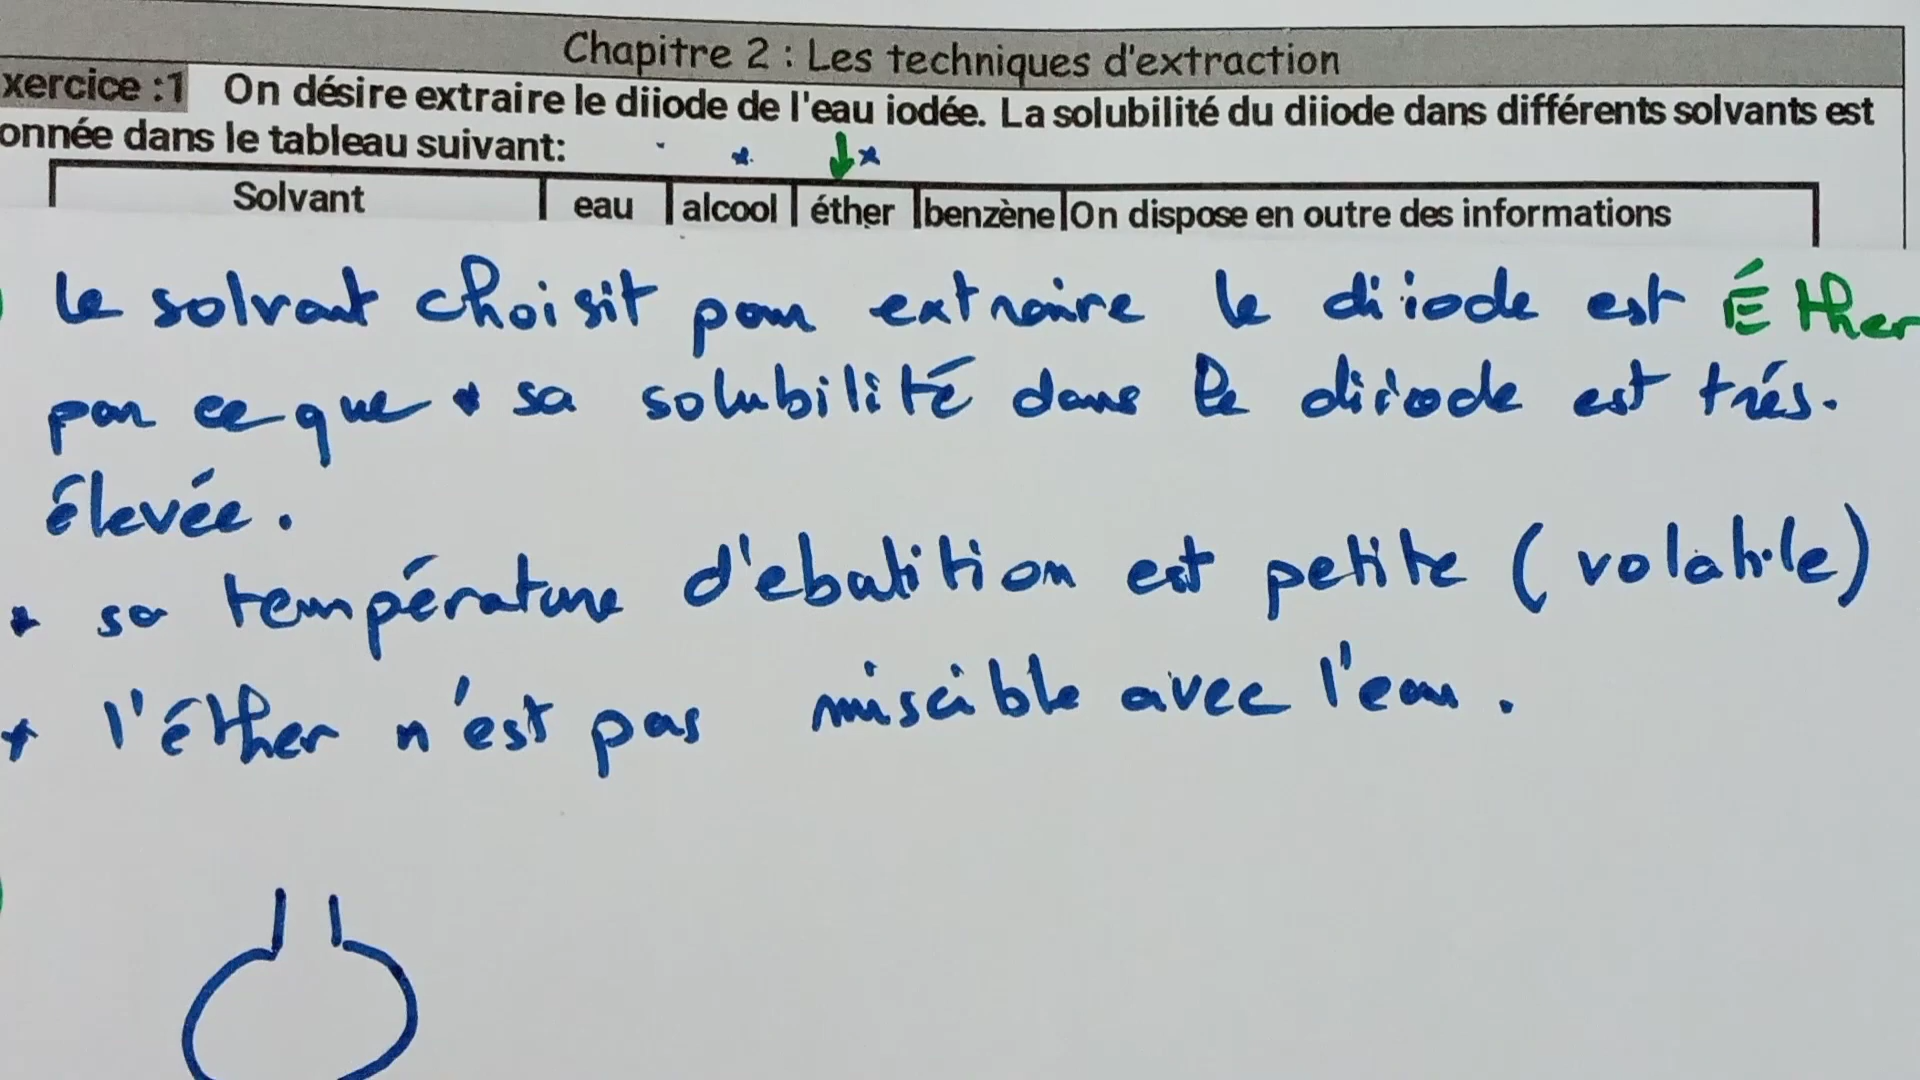 Chapitre 2 : Les techniques d'extraction
xercice :1 On désire extraire le diiode de l'eau iodée. La solubilité du diiode dans différents solvants est
onnée dans le tableau suivant:
Solvant eau alcool éther benzène On dispose en outre des informations
le solvant choisit pour extraire le diiode est Éther
par ce que * sa solubilité dans le diiode est trés.
élevée.
* sa température d'ebalition est petite (volatile)
* l'éther n'est pas miscible avec l'eau.